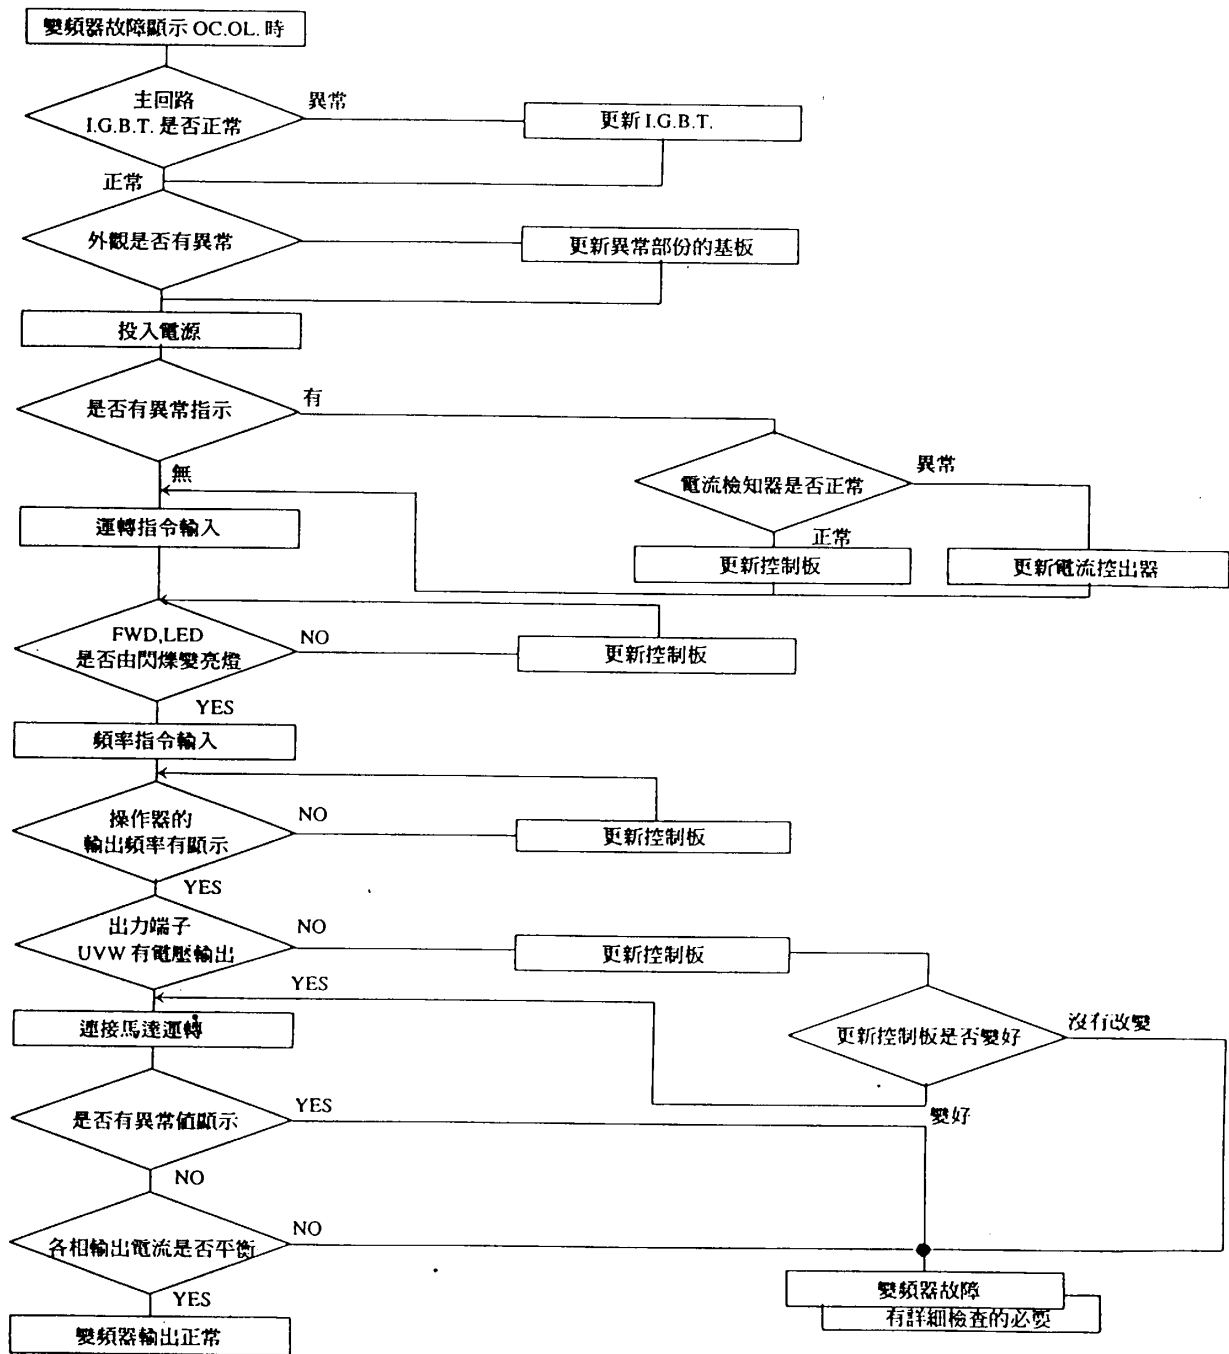 變頻器故障顯示 OC.OL. 時
主回路
I.G.B.T. 是否正常
異常
更新 I.G.B.T.
正常
外觀是否有異常
更新異常部份的基板
投入電源
是否有異常指示
有
無
電流檢知器是否正常
異常
正常
運轉指令輸入
更新控制板
更新電流控出器
FWD,LED
是否由閃爍變亮燈
NO
更新控制板
YES
頻率指令輸入
操作器的
輸出頻率有顯示
NO
更新控制板
YES
出力端子
UVW 有電壓輸出
NO
更新控制板
YES
連接馬達運轉
更新控制板是否變好
沒有改變
變好
是否有異常值顯示
YES
NO
各相輸出電流是否平衡
NO
YES
變頻器輸出正常
變頻器故障
有詳細檢查的必要